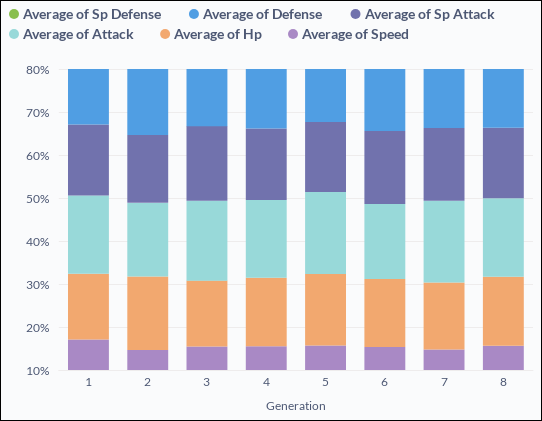 Average of Sp Defense Average of Defense Average of Sp Attack
Average of Attack Average of Hp Average of Speed
80%
70%
60%
50%
40%
30%
20%
10%
1 2 3 4 5 6 7 8
Generation